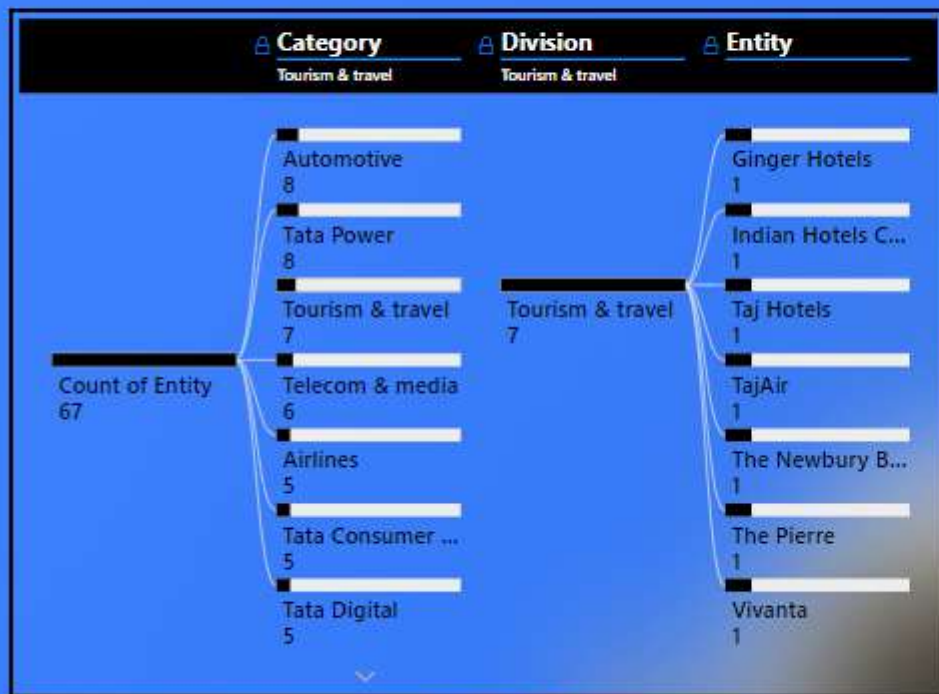 Category
Tourism & travel
Division
Tourism & travel
Entity
Count of Entity
67
Automotive
8
Tata Power
8
Tourism & travel
7
Telecom & media
6
Airlines
5
Tata Consumer ...
5
Tata Digital
5
Tourism & travel
7
Ginger Hotels
1
Indian Hotels C...
1
Taj Hotels
1
TajAir
1
The Newbury B...
1
The Pierre
1
Vivanta
1